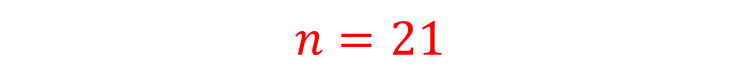 n = 21